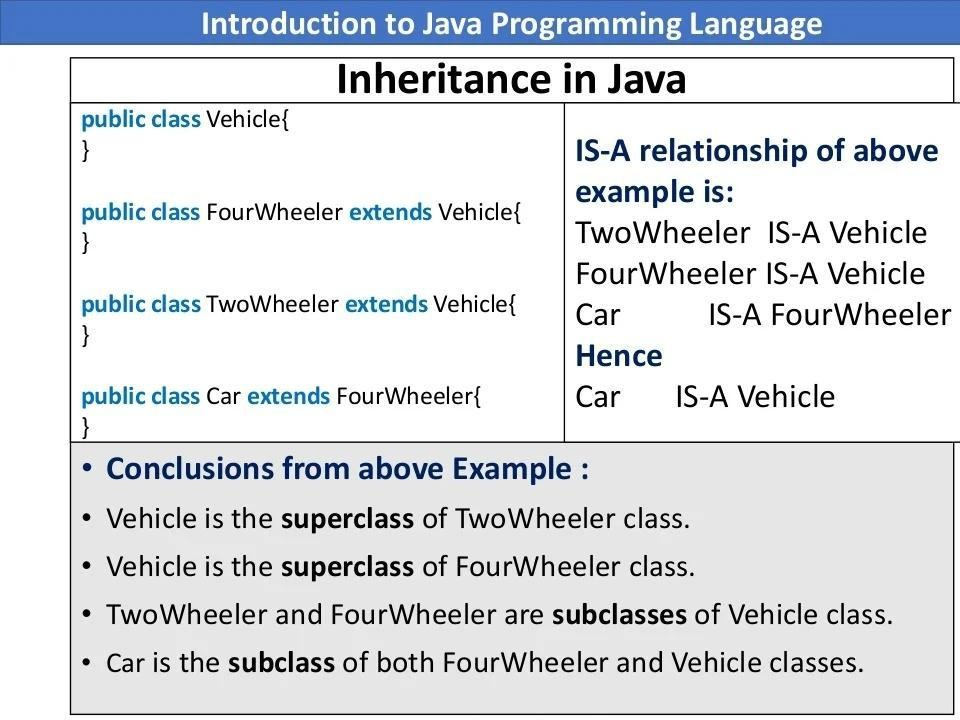 Introduction to Java Programming Language
Inheritance in Java
public class Vehicle{
}
public class FourWheeler extends Vehicle{
}
public class TwoWheeler extends Vehicle{
}
public class Car extends FourWheeler{
}
IS-A relationship of above
example is:
TwoWheeler IS-A Vehicle
FourWheeler IS-A Vehicle
Car IS-A FourWheeler
Hence
Car IS-A Vehicle
• Conclusions from above Example :
• Vehicle is the superclass of TwoWheeler class.
• Vehicle is the superclass of FourWheeler class.
• TwoWheeler and FourWheeler are subclasses of Vehicle class.
• Car is the subclass of both FourWheeler and Vehicle classes.